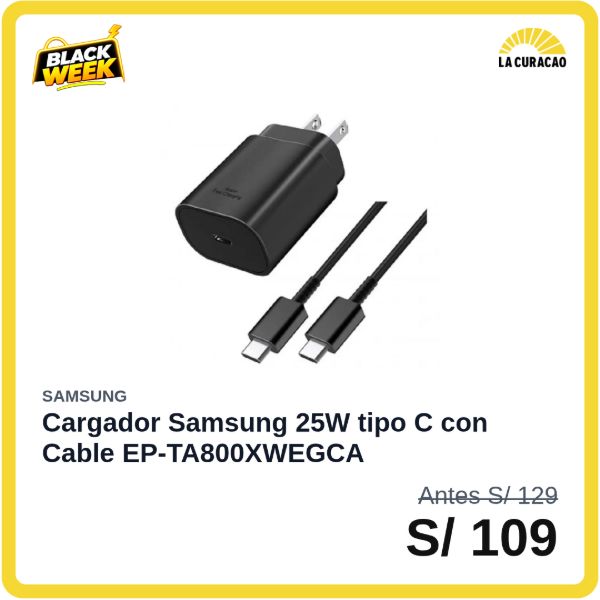 BLACK
WEEK
LA CURACAO
SAMSUNG
Cargador Samsung 25W tipo C con
Cable EP-TA800XWEGCA
Antes S/ 129
S/ 109